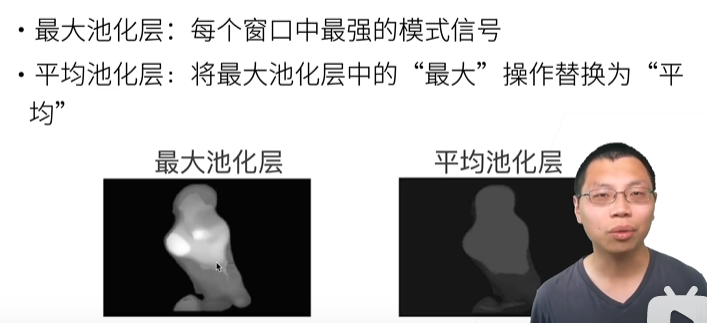 • 最大池化层：每个窗口中最强的模式信号
• 平均池化层：将最大池化层中的“最大”操作替换为“平
均”
最大池化层
平均池化层